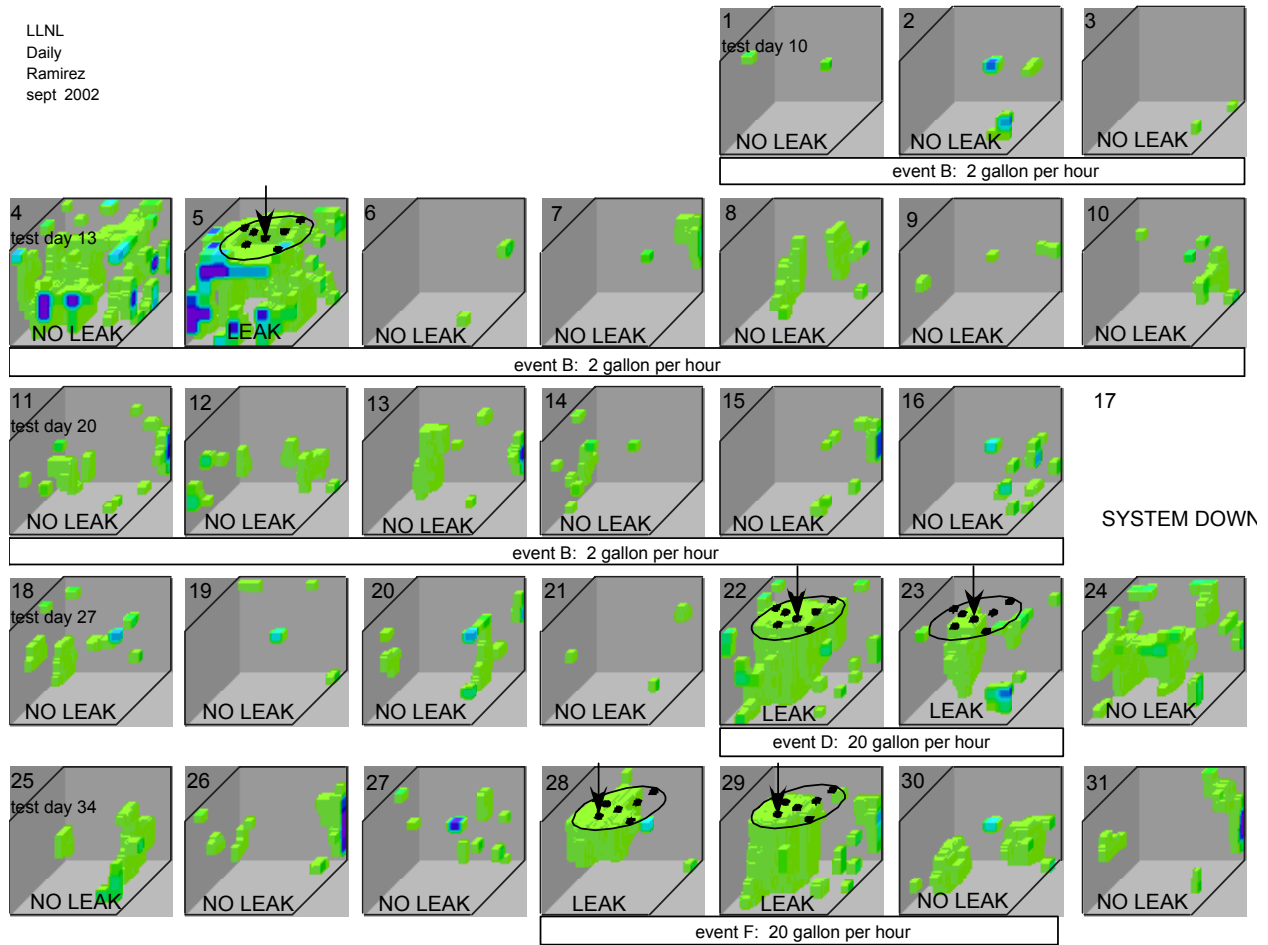 LLNL
Daily
Ramirez
sept 2002
1 2 3
test day 10
NO LEAK NO LEAK NO LEAK
event B: 2 gallon per hour
4 5 6 7 8 9 10
test day 13
NO LEAK LEAK NO LEAK NO LEAK NO LEAK NO LEAK NO LEAK
event B: 2 gallon per hour
11 12 13 14 15 16 17
test day 20
NO LEAK NO LEAK NO LEAK NO LEAK NO LEAK NO LEAK SYSTEM DOWN
event B: 2 gallon per hour
18 19 20 21 22 23 24
test day 27
NO LEAK NO LEAK NO LEAK NO LEAK LEAK LEAK NO LEAK
event D: 20 gallon per hour
25 26 27 28 29 30 31
test day 34
NO LEAK NO LEAK NO LEAK LEAK LEAK NO LEAK NO LEAK
event F: 20 gallon per hour